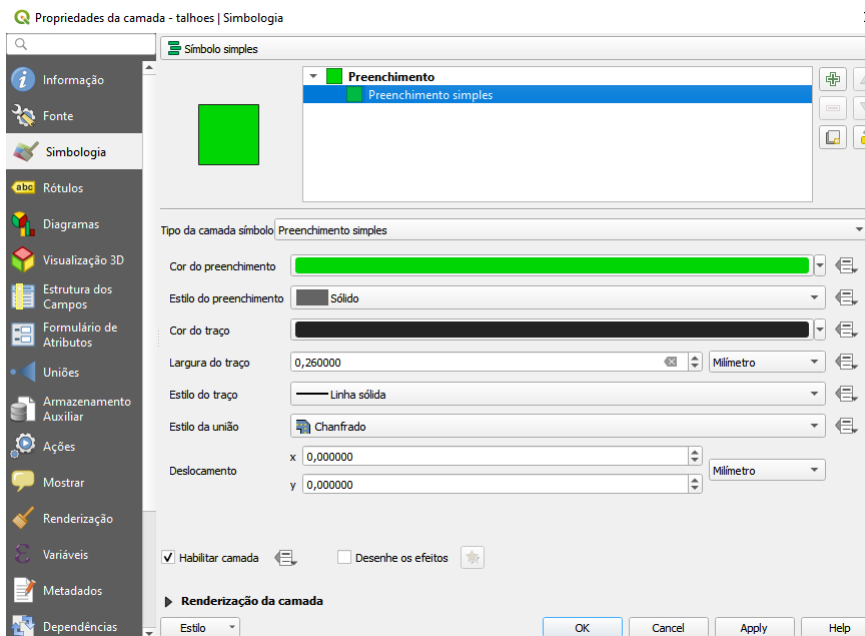 Propriedades da camada - talhoes | Simbologia
Informação
Fonte
Simbologia
abc Rótulos
Diagramas
Visualização 3D
Estrutura dos
Campos
Formulário de
Atributos
Uniões
Armazenamento
Auxiliar
Ações
Mostrar
Renderização
Variáveis
Metadados
Dependências
Símbolo simples
Preenchimento
Preenchimento simples
Tipo da camada símbolo Preenchimento simples
Cor do preenchimento
Estilo do preenchimento Sólido
Cor do traço
Largura do traço 0,260000 Milímetro
Estilo do traço Linha sólida
Estilo da união Chanfrado
Deslocamento x 0,000000 Milímetro
y 0,000000
Habilitar camada Desenhe os efeitos
Renderização da camada
Estilo OK Cancel Apply Help